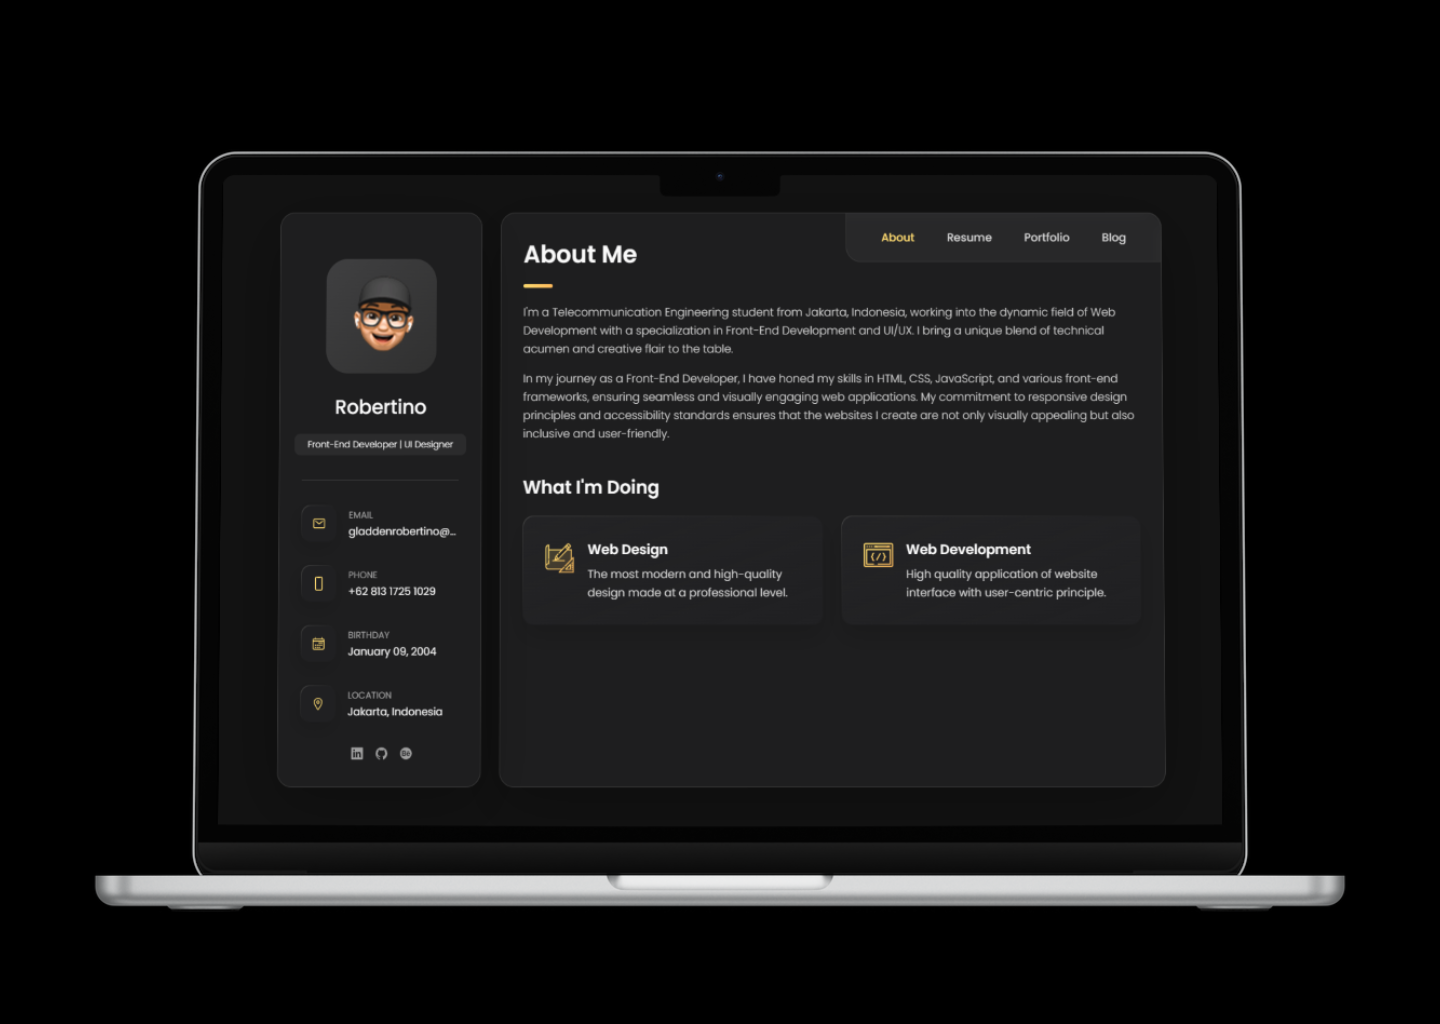 Robertino
Front-End Developer | UI Designer
EMAIL
gladdenrobertino@...
PHONE
+62 813 1725 1029
BIRTHDAY
January 09, 2004
LOCATION
Jakarta, Indonesia
in
Bē
About Resume Portfolio Blog
About Me
I'm a Telecommunication Engineering student from Jakarta, Indonesia, working into the dynamic field of Web
Development with a specialization in Front-End Development and UI/UX. I bring a unique blend of technical
acumen and creative flair to the table.
In my journey as a Front-End Developer, I have honed my skills in HTML, CSS, JavaScript, and various front-end
frameworks, ensuring seamless and visually engaging web applications. My commitment to responsive design
principles and accessibility standards ensures that the websites I create are not only visually appealing but also
inclusive and user-friendly.
What I'm Doing
Web Design
The most modern and high-quality
design made at a professional level.
Web Development
High quality application of website
interface with user-centric principle.